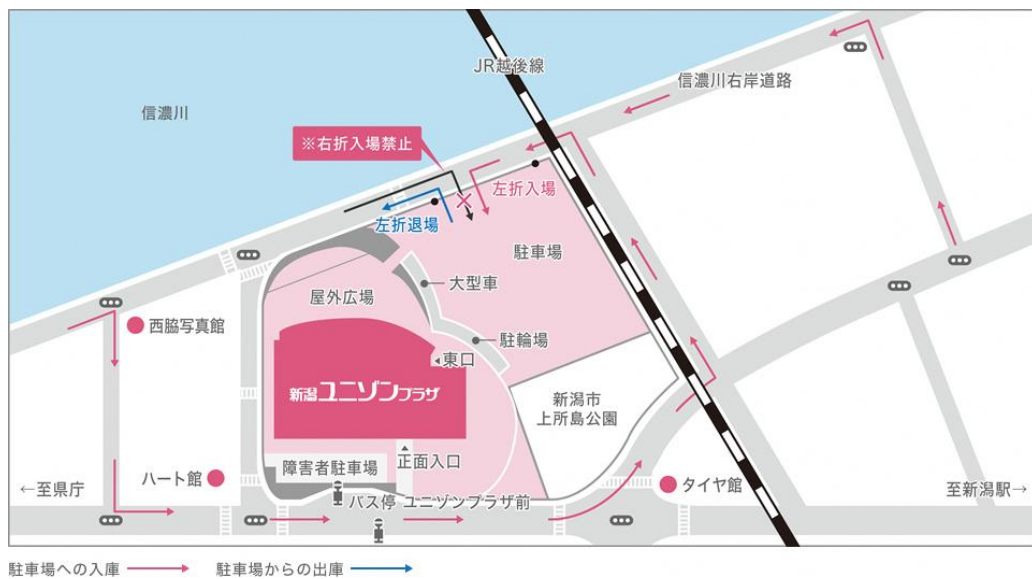 JR越後線
信濃川右岸道路
信濃川
※右折入場禁止
左折入場
左折退場
駐車場
大型車
屋外広場
駐輪場
西脇写真館
東口
新潟ユニゾンプラザ
新潟市
上所島公園
ハート館
障害者駐車場
正面入口
タイヤ館
←至県庁
至新潟駅→
バス停 ユニゾンプラザ前
駐車場への入庫
駐車場からの出庫